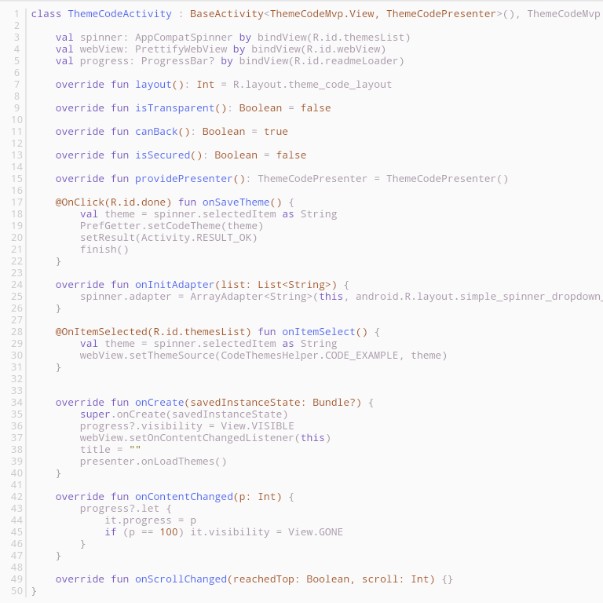 1 class ThemeCodeActivity : BaseActivity<ThemeCodeMvp.View, ThemeCodePresenter>(), ThemeCodeMvp
2
3 val spinner: AppCompatSpinner by bindView(R.id.themesList)
4 val webView: PrettifyWebView by bindView(R.id.webView)
5 val progress: ProgressBar? by bindView(R.id.readmeLoader)
6
7 override fun layout(): Int = R.layout.theme_code_layout
8
9 override fun isTransparent(): Boolean = false
10
11 override fun canBack(): Boolean = true
12
13 override fun isSecured(): Boolean = false
14
15 override fun providePresenter(): ThemeCodePresenter = ThemeCodePresenter()
16
17 @OnClick(R.id.done) fun onSaveTheme() {
18 val theme = spinner.selectedItem as String
19 PrefGetter.setCodeTheme(theme)
20 setResult(Activity.RESULT_OK)
21 finish()
22 }
23
24 override fun onInitAdapter(list: List<String>) {
25 spinner.adapter = ArrayAdapter<String>(this, android.R.layout.simple_spinner_dropdown_
26 }
27
28 @OnItemSelected(R.id.themesList) fun onItemSelect() {
29 val theme = spinner.selectedItem as String
30 webView.setThemeSource(CodeThemesHelper.CODE_EXAMPLE, theme)
31 }
32
33
34 override fun onCreate(savedInstanceState: Bundle?) {
35 super.onCreate(savedInstanceState)
36 progress?.visibility = View.VISIBLE
37 webView.setOnContentChangedListener(this)
38 title = ""
39 presenter.onLoadThemes()
40 }
41
42 override fun onContentChanged(p: Int) {
43 progress?.let {
44 it.progress = p
45 if (p == 100) it.visibility = View.GONE
46 }
47 }
48
49 override fun onScrollChanged(reachedTop: Boolean, scroll: Int) {}
50 }